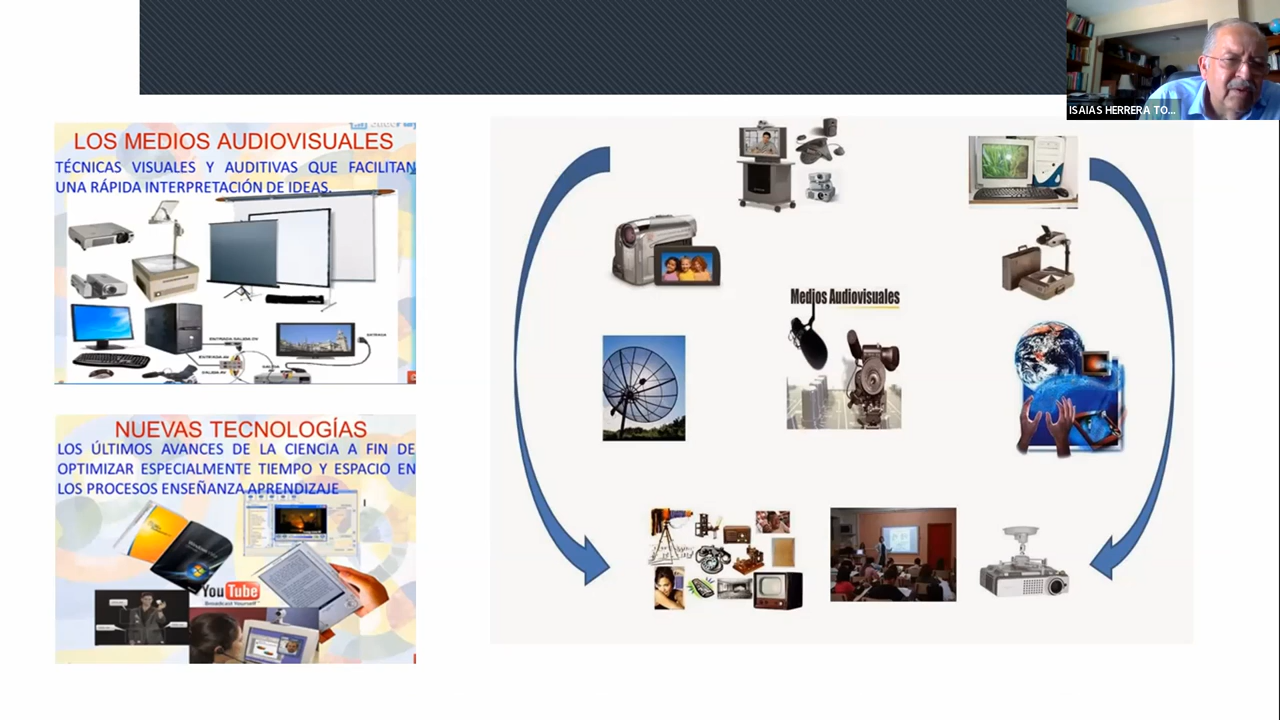 ISAIAS HERRERA TO...
LOS MEDIOS AUDIOVISUALES
TÉCNICAS VISUALES Y AUDITIVAS QUE FACILITAN
UNA RÁPIDA INTERPRETACIÓN DE IDEAS.
NUEVAS TECNOLOGÍAS
LOS ÚLTIMOS AVANCES DE LA CIENCIA A FIN DE
OPTIMIZAR ESPECIALMENTE TIEMPO Y ESPACIO EN
LOS PROCESOS ENSEÑANZA APRENDIZAJE
YouTube
Broadcast Yourself
Medios Audiovisuales